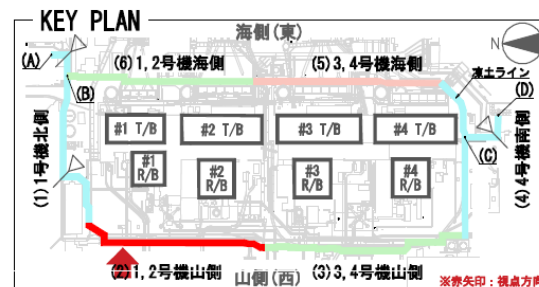 KEY PLAN
海側(東)
N
(A)
(6)1,2号機海側
(5)3,4号機海側
凍土ライン
(B)
(D)
#1 T/B
#2 T/B
#3 T/B
#4 T/B
(C)
(1)1号機北側
#1
R/B
#2
R/B
#3
R/B
#4
R/B
(4)4号機南側
(2)1,2号機山側
山側(西)
(3)3,4号機山側
※赤矢印:視点方向